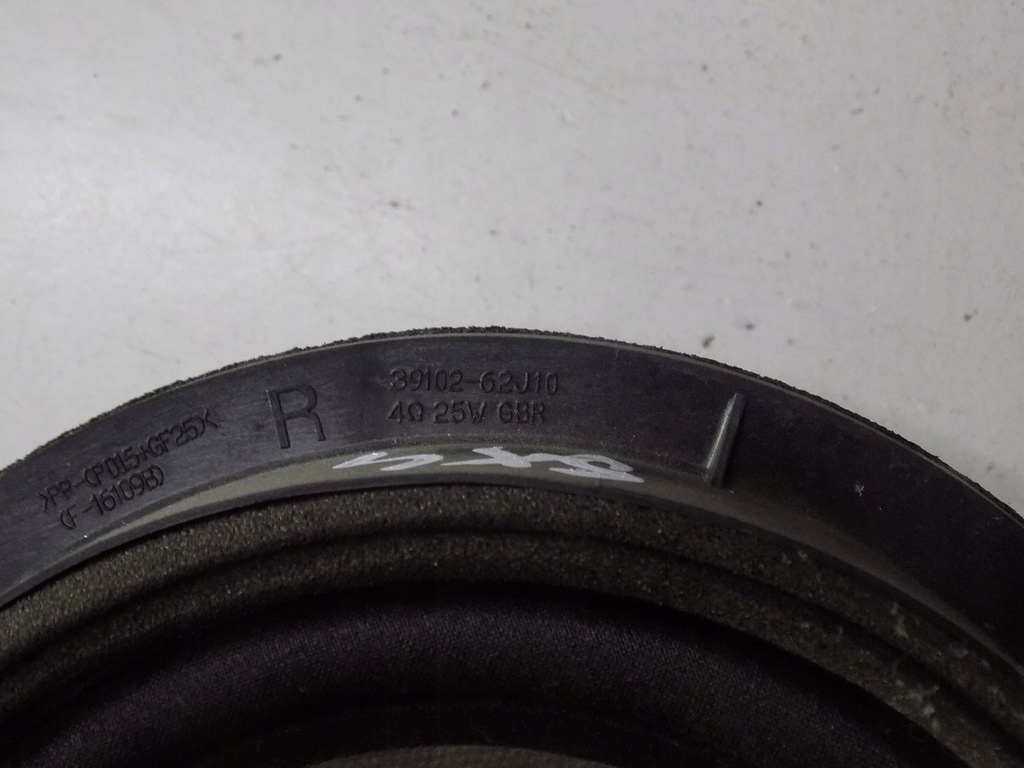 >PP-(PD15+GF25)<
(F-16109B)
R
39102-62J10
4Ω 25W GBR